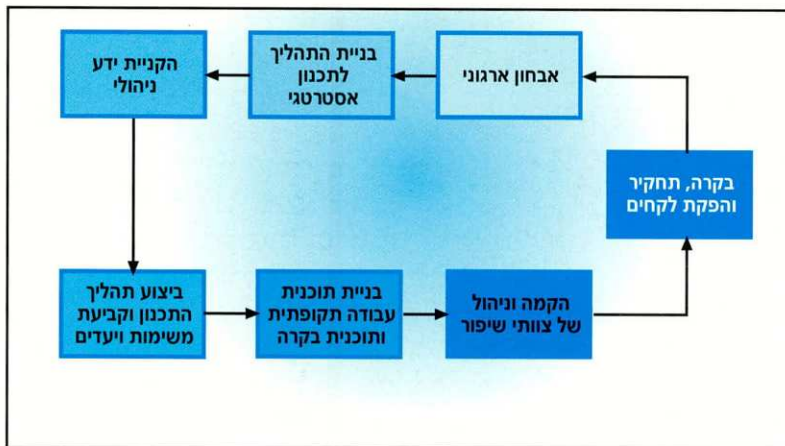 אבחון ארגוני
בניית התהליך
לתכנון
אסטרטגי
הקניית ידע
ניהולי
ביצוע תהליך
התכנון וקביעת
משימות ויעדים
בניית תוכנית
עבודה תקופתית
ותוכנית בקרה
הקמה וניהול
של צוותי שיפור
בקרה, תחקיר
והפקת לקחים